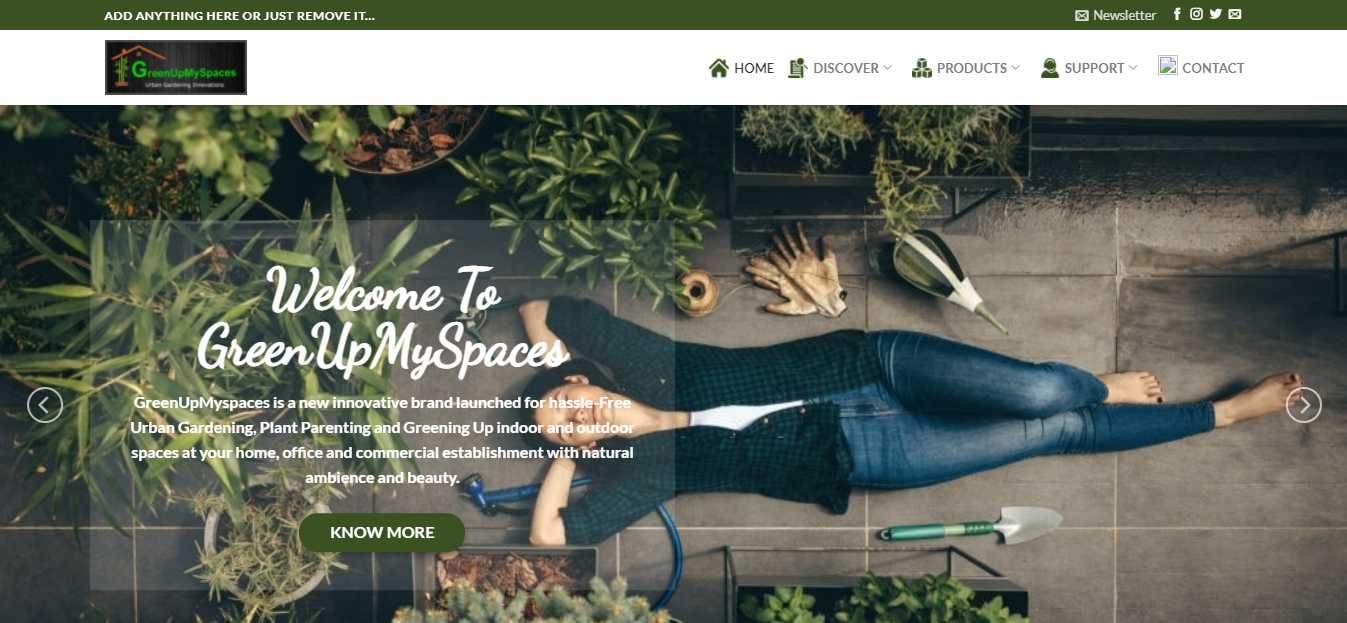 ADD ANYTHING HERE OR JUST REMOVE IT...
Newsletter
GreenUpMySpaces
Urban Gardening Innovations
HOME
DISCOVER
PRODUCTS
SUPPORT
CONTACT
Welcome To
GreenUpMySpaces
GreenUpMyspaces is a new innovative brand launched for hassle-Free
Urban Gardening, Plant Parenting and Greening Up indoor and outdoor
spaces at your home, office and commercial establishment with natural
ambience and beauty.
KNOW MORE